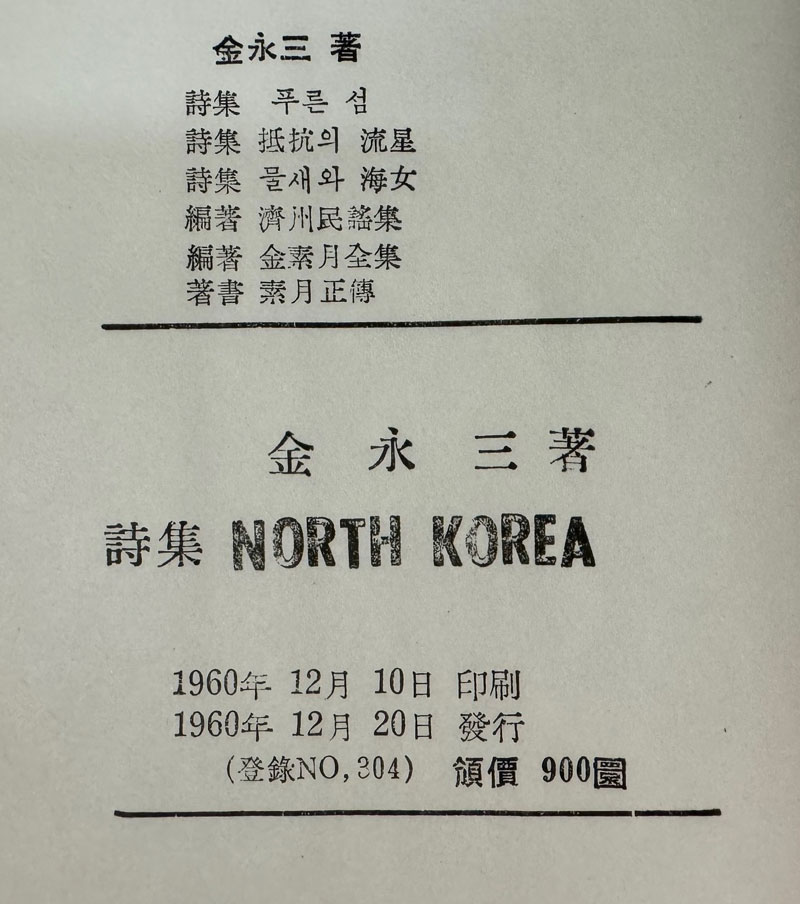 金永三 著
詩集 푸른 섬
詩集 抵抗의 流星
詩集 물새와 海女
編著 濟州民謠集
編著 金素月全集
著書 素月正傳
金永三著
詩集 NORTH KOREA
1960年 12月 10日 印刷
1960年 12月 20日 發行
(登錄NO,304) 頒價 900圜